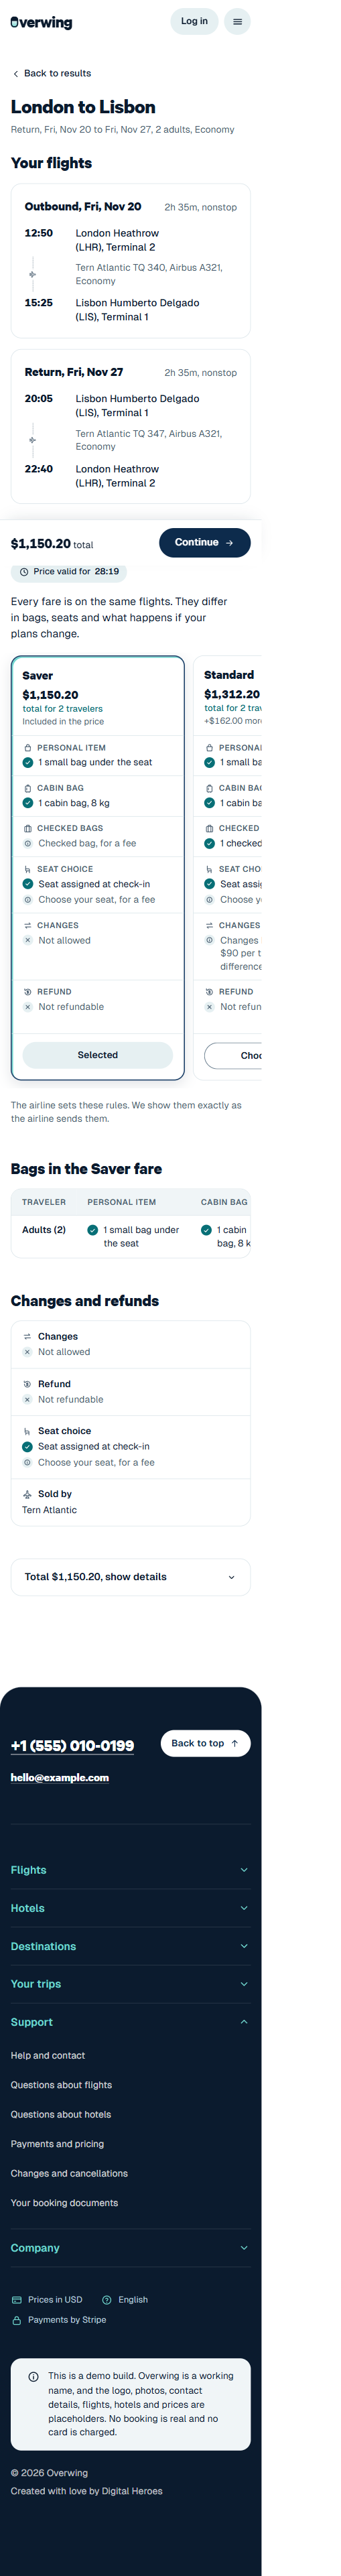 Overwing
Log in
Back to results
London to Lisbon
Return, Fri, Nov 20 to Fri, Nov 27, 2 adults, Economy
Your flights
Outbound, Fri, Nov 20
2h 35m, nonstop
12:50
London Heathrow
(LHR), Terminal 2
Tern Atlantic TQ 340, Airbus A321,
Economy
15:25
Lisbon Humberto Delgado
(LIS), Terminal 1
Return, Fri, Nov 27
2h 35m, nonstop
20:05
Lisbon Humberto Delgado
(LIS), Terminal 1
Tern Atlantic TQ 347, Airbus A321,
Economy
22:40
London Heathrow
(LHR), Terminal 2
$1,150.20 total
Continue
Price valid for 28:19
Every fare is on the same flights. They differ
in bags, seats and what happens if your
plans change.
Saver
$1,150.20
total for 2 travelers
Included in the price
PERSONAL ITEM
1 small bag under the seat
CABIN BAG
1 cabin bag, 8 kg
CHECKED BAGS
Checked bag, for a fee
SEAT CHOICE
Seat assigned at check-in
Choose your seat, for a fee
CHANGES
Not allowed
REFUND
Not refundable
Selected
Standard
$1,312.20
total for 2 trav
+$162.00 mor
PERSONA
1 small ba
CABIN BAG
1 cabin ba
CHECKED
1 checked
SEAT CHO
Seat assig
Choose y
CHANGES
Changes
$90 per t
difference
REFUND
Not refun
Choo
The airline sets these rules. We show them exactly as
the airline sends them.
Bags in the Saver fare
TRAVELER
PERSONAL ITEM
CABIN BAG
Adults (2)
1 small bag under
the seat
1 cabin
bag, 8 k
Changes and refunds
Changes
Not allowed
Refund
Not refundable
Seat choice
Seat assigned at check-in
Choose your seat, for a fee
Sold by
Tern Atlantic
Total $1,150.20, show details
+1 (555) 010-0199
Back to top
hello@example.com
Flights
Hotels
Destinations
Your trips
Support
Help and contact
Questions about flights
Questions about hotels
Payments and pricing
Changes and cancellations
Your booking documents
Company
Prices in USD
English
Payments by Stripe
This is a demo build. Overwing is a working
name, and the logo, photos, contact
details, flights, hotels and prices are
placeholders. No booking is real and no
card is charged.
© 2026 Overwing
Created with love by Digital Heroes